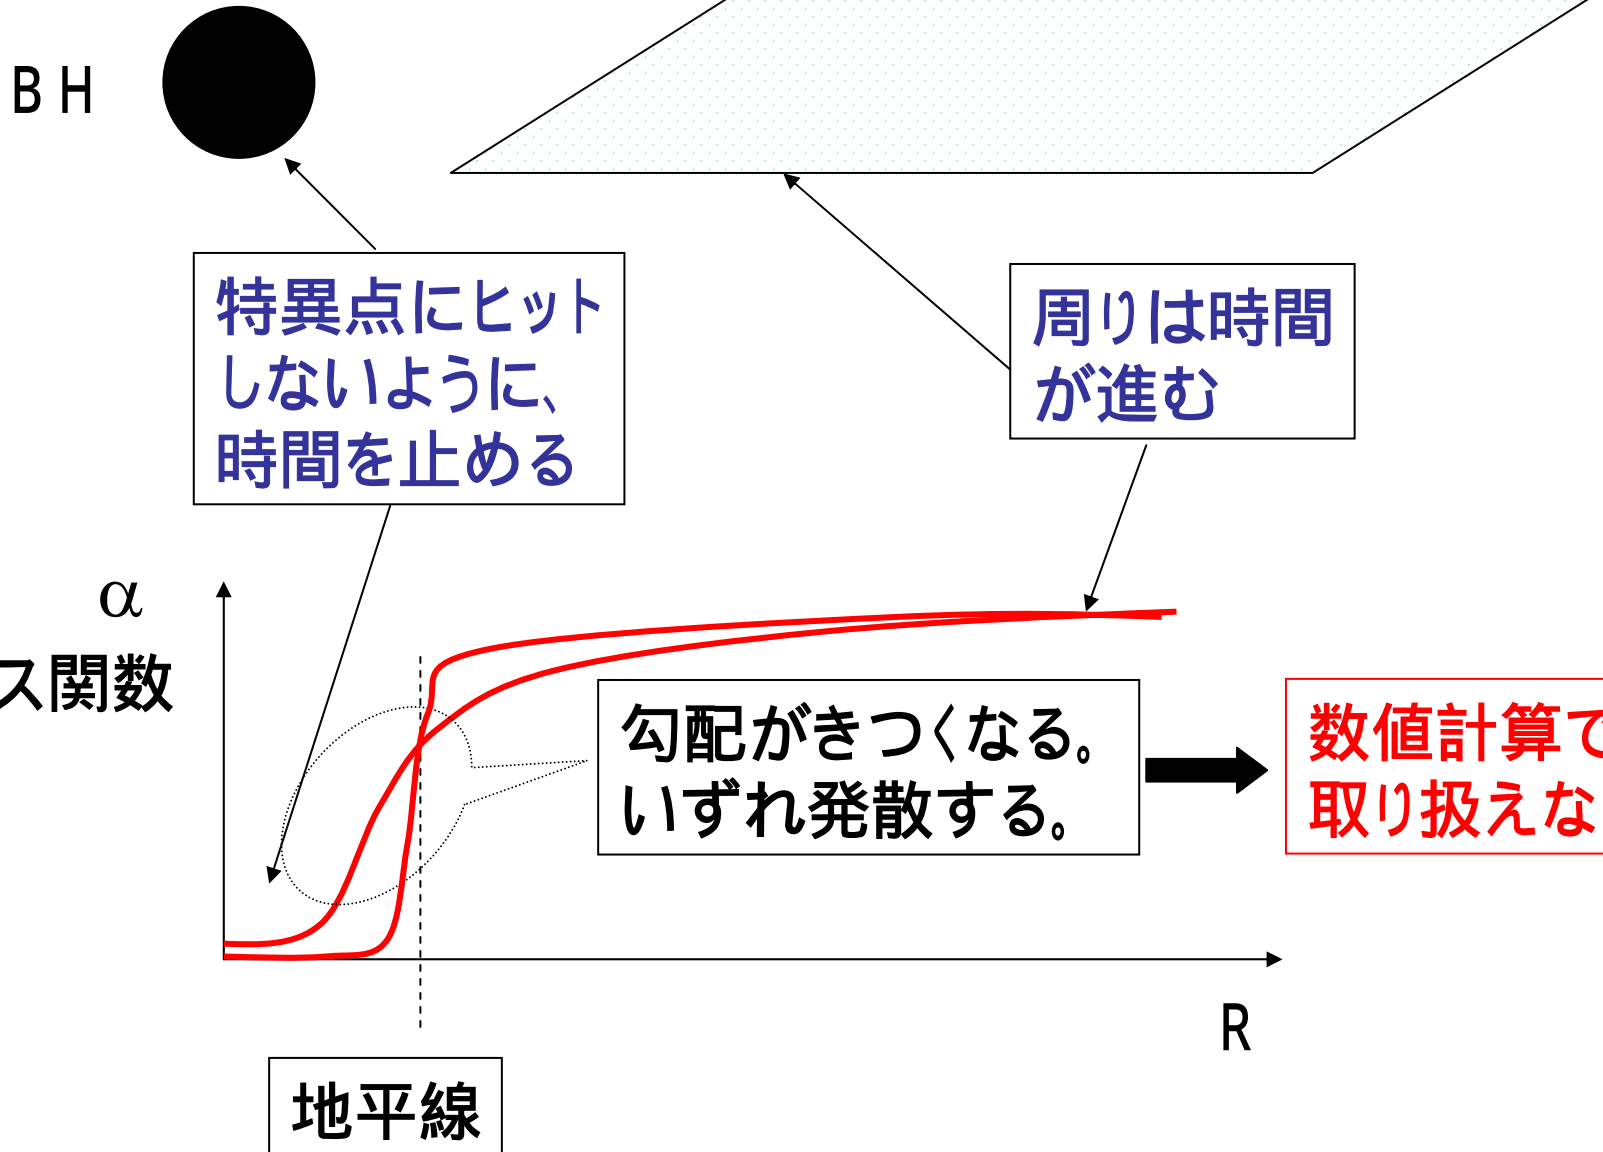 ＢＨ
特異点にヒット
しないように、
時間を止める
周りは時間
が進む
α
ス関数
勾配がきつくなる。
いずれ発散する。
数値計算で
取り扱えな
R
地平線